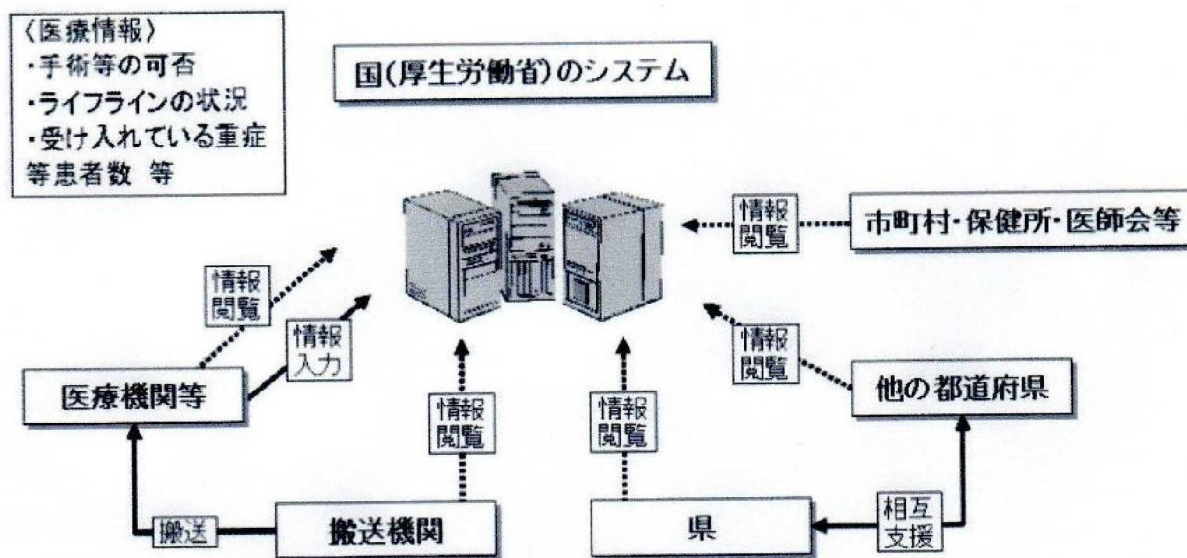 〈医療情報〉
・手術等の可否
・ライフラインの状況
・受け入れている重症
等患者数 等
国(厚生労働省)のシステム
情報
閲覧
市町村・保健所・医師会等
情報
閲覧
情報
入力
情報
閲覧
医療機関等
情報
閲覧
情報
閲覧
他の都道府県
搬送
搬送機関
県
相互
支援